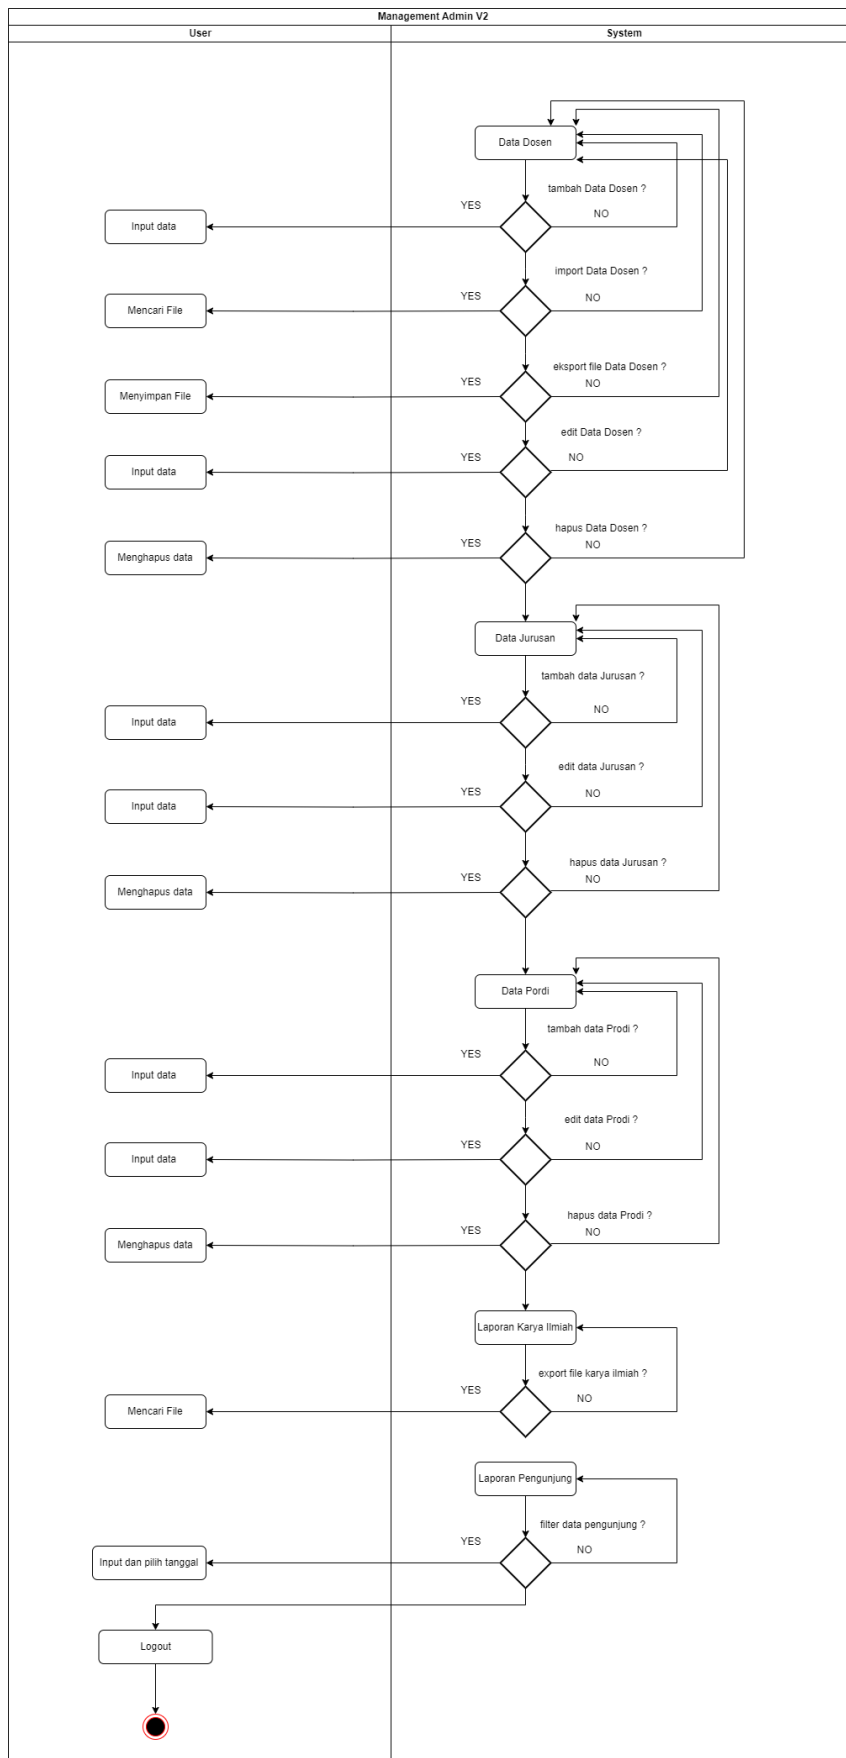 Management Admin V2
User
System
Data Dosen
tambah Data Dosen ?
YES
NO
Input data
import Data Dosen ?
YES
NO
Mencari File
eksport file Data Dosen ?
YES
NO
Menyimpan File
edit Data Dosen ?
YES
NO
Input data
hapus Data Dosen ?
YES
NO
Menghapus data
Data Jurusan
tambah data Jurusan ?
YES
NO
Input data
edit data Jurusan ?
YES
NO
Input data
hapus data Jurusan ?
YES
NO
Menghapus data
Data Pordi
tambah data Prodi ?
YES
NO
Input data
edit data Prodi ?
YES
NO
Input data
hapus data Prodi ?
YES
NO
Menghapus data
Laporan Karya Ilmiah
export file karya ilmiah ?
YES
NO
Mencari File
Laporan Pengunjung
filter data pengunjung ?
YES
NO
Input dan pilih tanggal
Logout